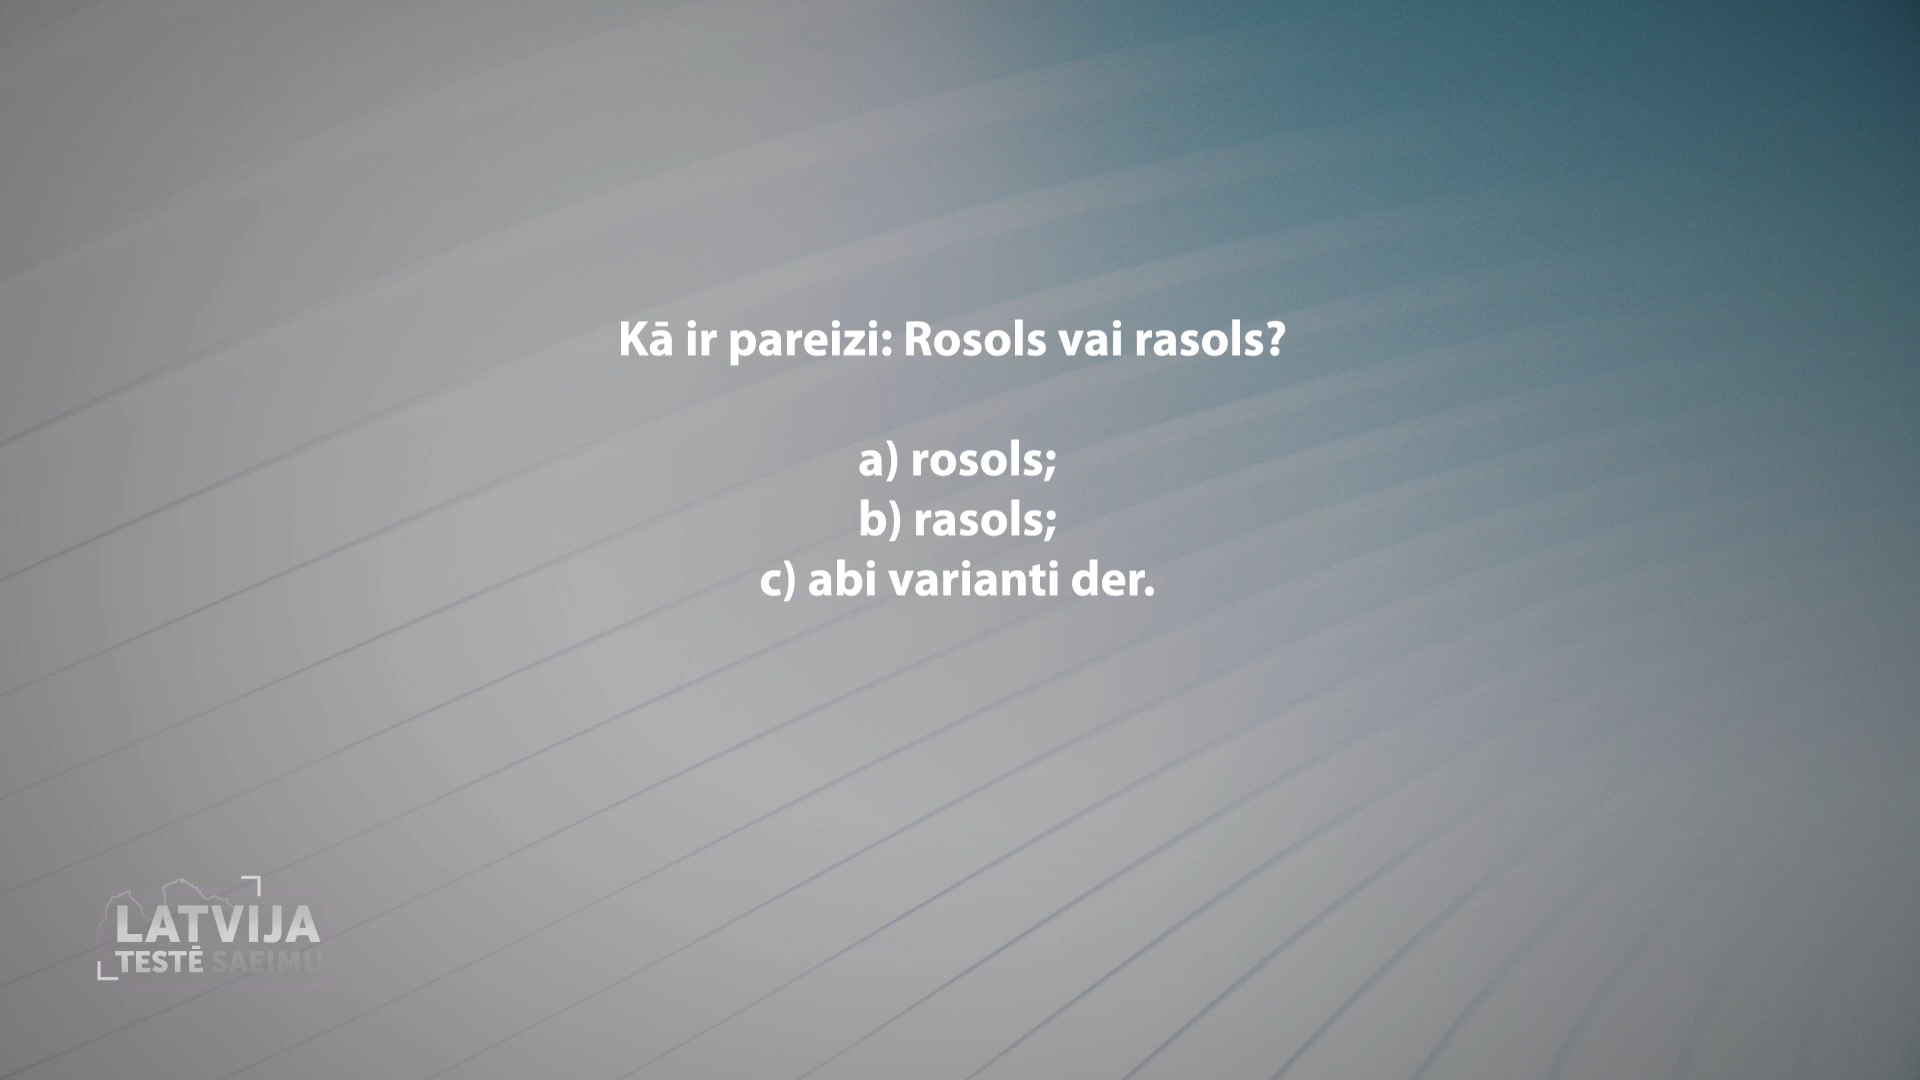 Kā ir pareizi: Rosols vai rasols?
a) rosols;
b) rasols;
c) abi varianti der.
LATVIJA
TESTĒ SAEIMU